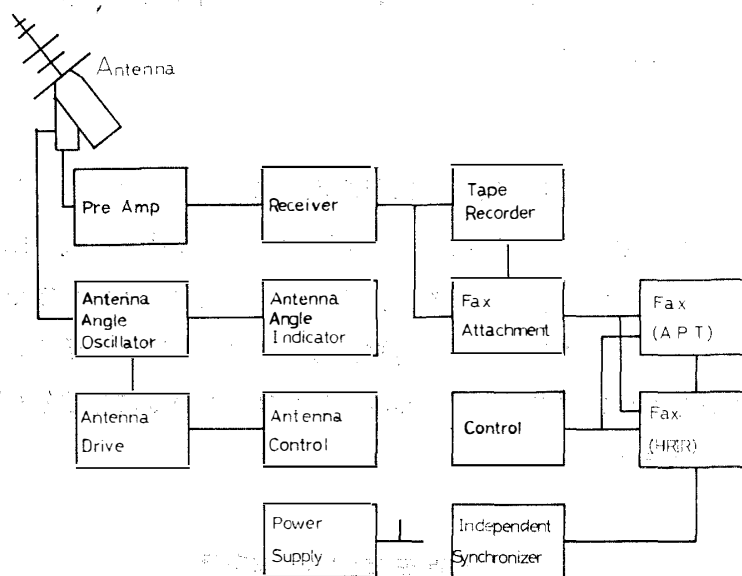 Antenna
Pre Amp
Receiver
Tape
Recorder
Antenna
Angle
Oscillator
Antenna
Angle
Indicator
Fax
Attachment
Fax
(A P T)
Antenna
Drive
Antenna
Control
Control
Fax
(HRIR)
Power
Supply
Independent
Synchronizer